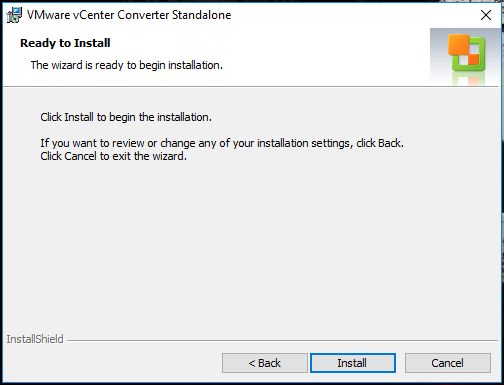 VMware vCenter Converter Standalone
Ready to Install
The wizard is ready to begin installation.
Click Install to begin the installation.
If you want to review or change any of your installation settings, click Back.
Click Cancel to exit the wizard.
InstallShield
< Back
Install
Cancel